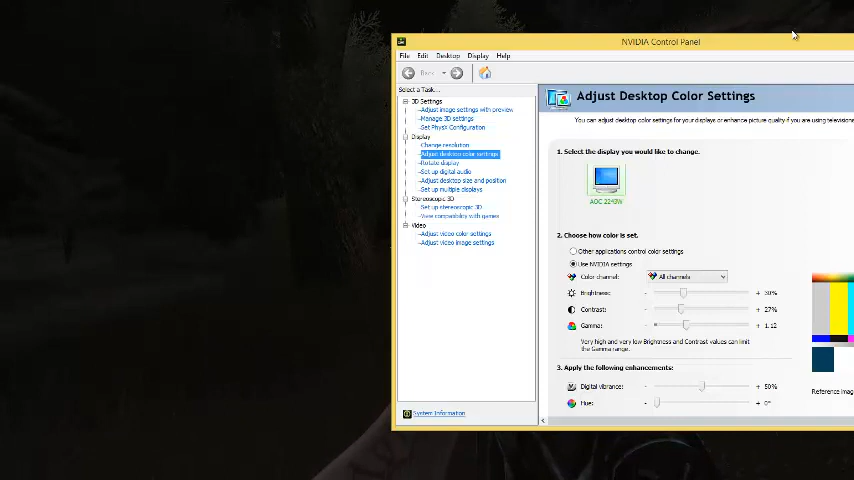 NVIDIA Control Panel
File Edit Desktop Display Help
Back
Select a Task...
3D Settings
Adjust image settings with preview
Manage 3D settings
Set PhysX Configuration
Display
Change resolution
Adjust desktop color settings
Rotate display
Set up digital audio
Adjust desktop size and position
Set up multiple displays
Stereoscopic 3D
Set up stereoscopic 3D
View compatibility with games
Video
Adjust video color settings
Adjust video image settings
System Information
Adjust Desktop Color Settings
You can adjust desktop color settings for your displays or enhance picture quality if you are using televisions
1. Select the display you would like to change.
AOC 2243W
2. Choose how color is set.
Other applications control color settings
Use NVIDIA settings
Color channel: All channels
Brightness: - + 30%
Contrast: - + 27%
Gamma: - + 1.12
Very high and very low Brightness and Contrast values can limit
the Gamma range.
3. Apply the following enhancements:
Digital vibrance: - + 50%
Hue: - + 0°
Reference imag